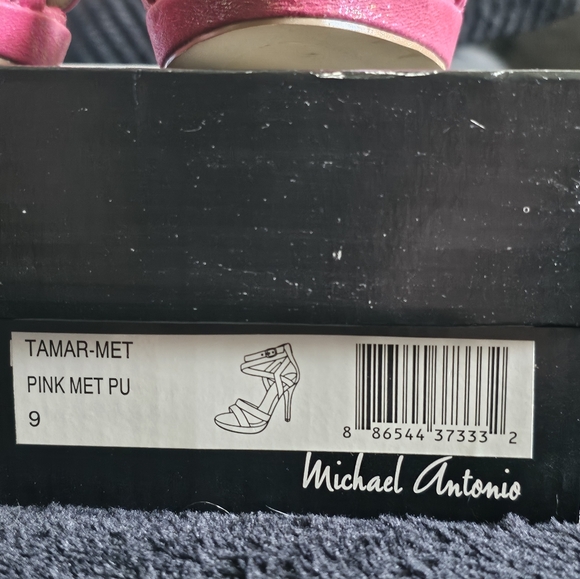 TAMAR-MET
PINK MET PU
9
8 86544 37333 2
Michael Antonio